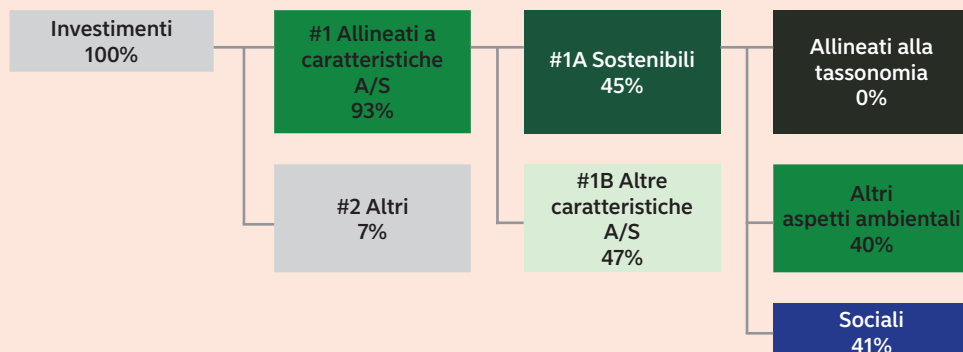 Investimenti
100%
#1 Allineati a
caratteristiche
A/S
93%
#1A Sostenibili
45%
Allineati alla
tassonomia
0%
#2 Altri
7%
#1B Altre
caratteristiche
A/S
47%
Altri
aspetti ambientali
40%
Sociali
41%